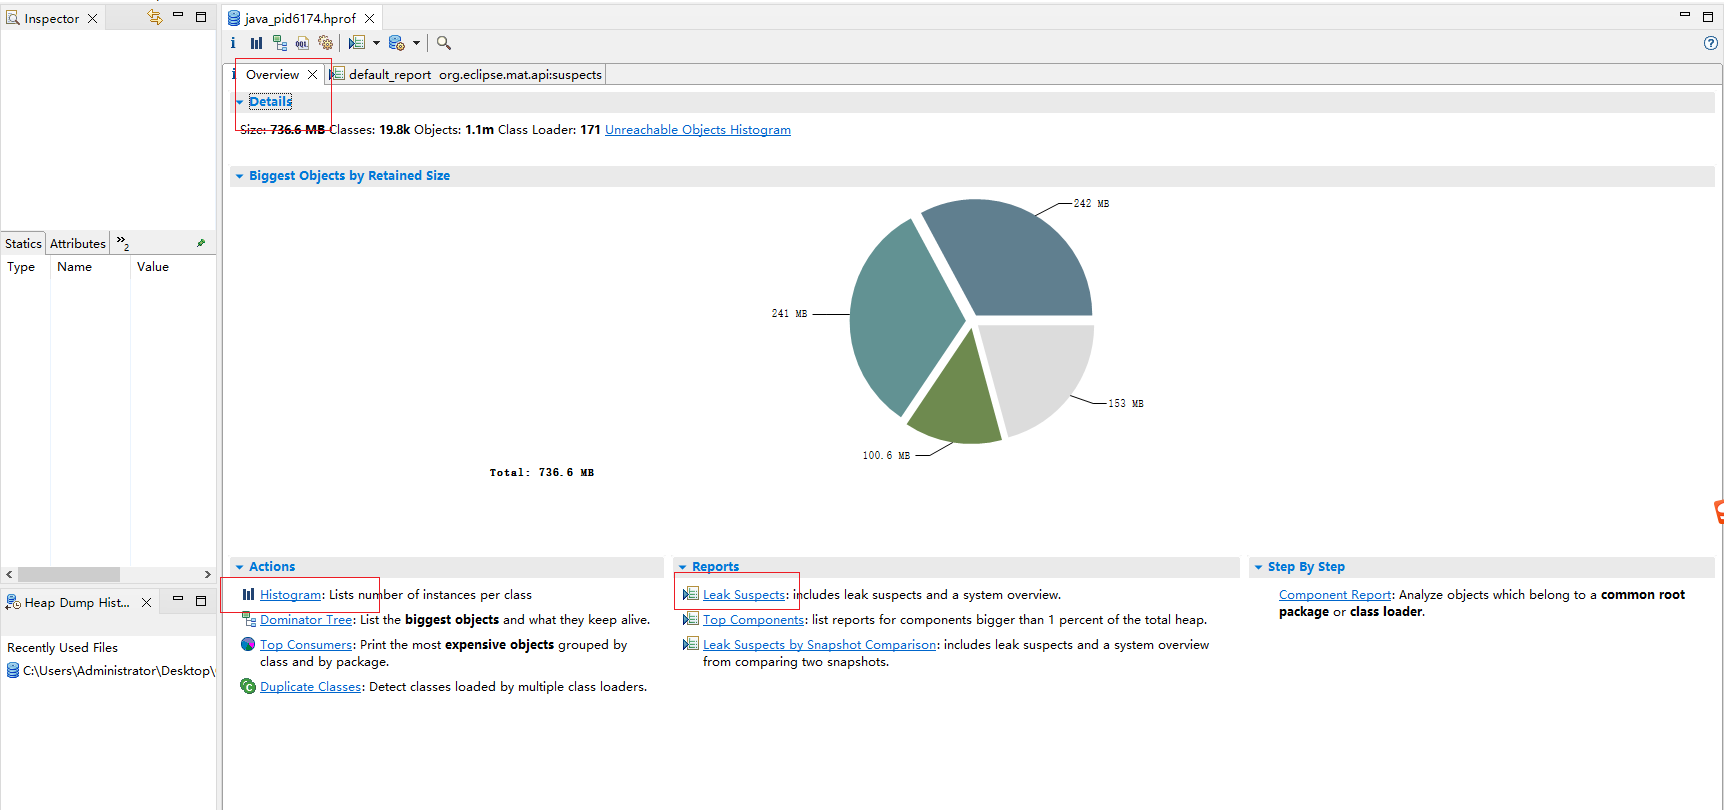 Inspector
java_pid6174.hprof
Overview
default_report org.eclipse.mat.api:suspects
Details
Size: 736.6 MB Classes: 19.8k Objects: 1.1m Class Loader: 171 Unreachable Objects Histogram
Biggest Objects by Retained Size
242 MB
241 MB
153 MB
100.6 MB
Total: 736.6 MB
Statics
Attributes
2
Type
Name
Value
Heap Dump Hist...
Recently Used Files
C:\Users\Administrator\Desktop\
Actions
Histogram: Lists number of instances per class
Dominator Tree: List the biggest objects and what they keep alive.
Top Consumers: Print the most expensive objects grouped by
class and by package.
Duplicate Classes: Detect classes loaded by multiple class loaders.
Reports
Leak Suspects: includes leak suspects and a system overview.
Top Components: list reports for components bigger than 1 percent of the total heap.
Leak Suspects by Snapshot Comparison: includes leak suspects and a system overview
from comparing two snapshots.
Step By Step
Component Report: Analyze objects which belong to a common root
package or class loader.